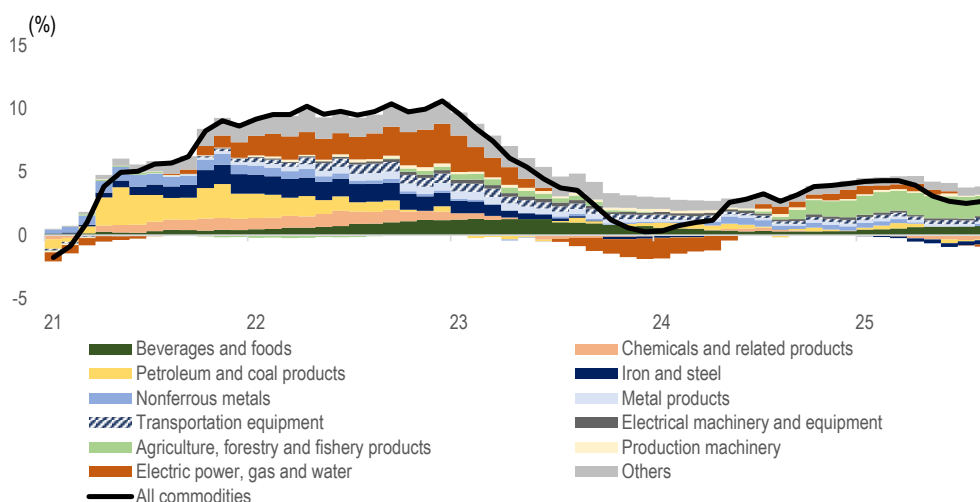 (%)
15
10
5
0
-5
21 22 23 24 25
Beverages and foods Chemicals and related products
Petroleum and coal products Iron and steel
Nonferrous metals Metal products
Transportation equipment Electrical machinery and equipment
Agriculture, forestry and fishery products Production machinery
Electric power, gas and water Others
All commodities